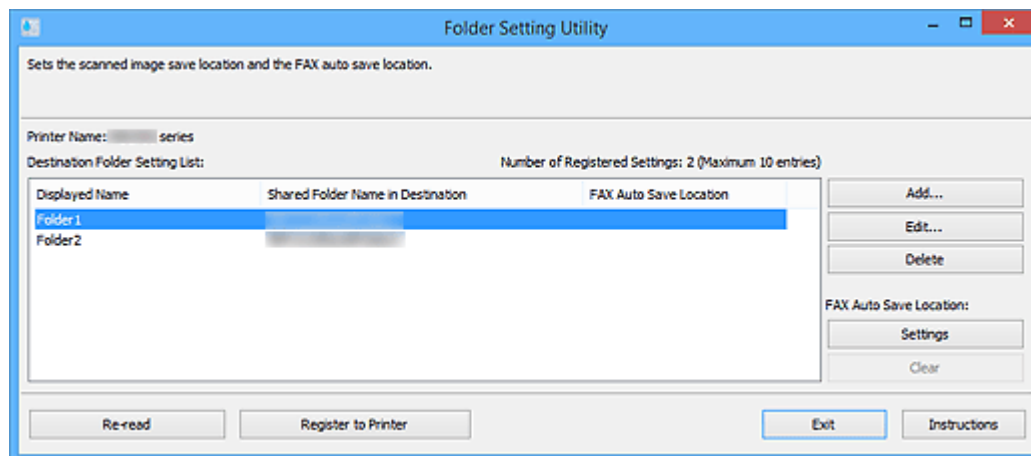 Folder Setting Utility
Sets the scanned image save location and the FAX auto save location.
Printer Name: series
Destination Folder Setting List: Number of Registered Settings: 2 (Maximum 10 entries)
Displayed Name Shared Folder Name in Destination FAX Auto Save Location
Folder1
Folder2
Add...
Edit...
Delete
FAX Auto Save Location:
Settings
Clear
Re-read Register to Printer Exit Instructions